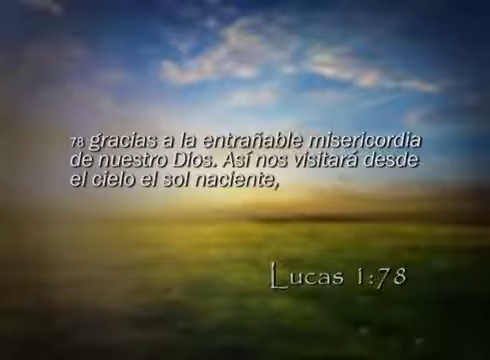 78 gracias a la entrañable misericordia
de nuestro Dios. Así nos visitará desde
el cielo el sol naciente,
Lucas 1:78